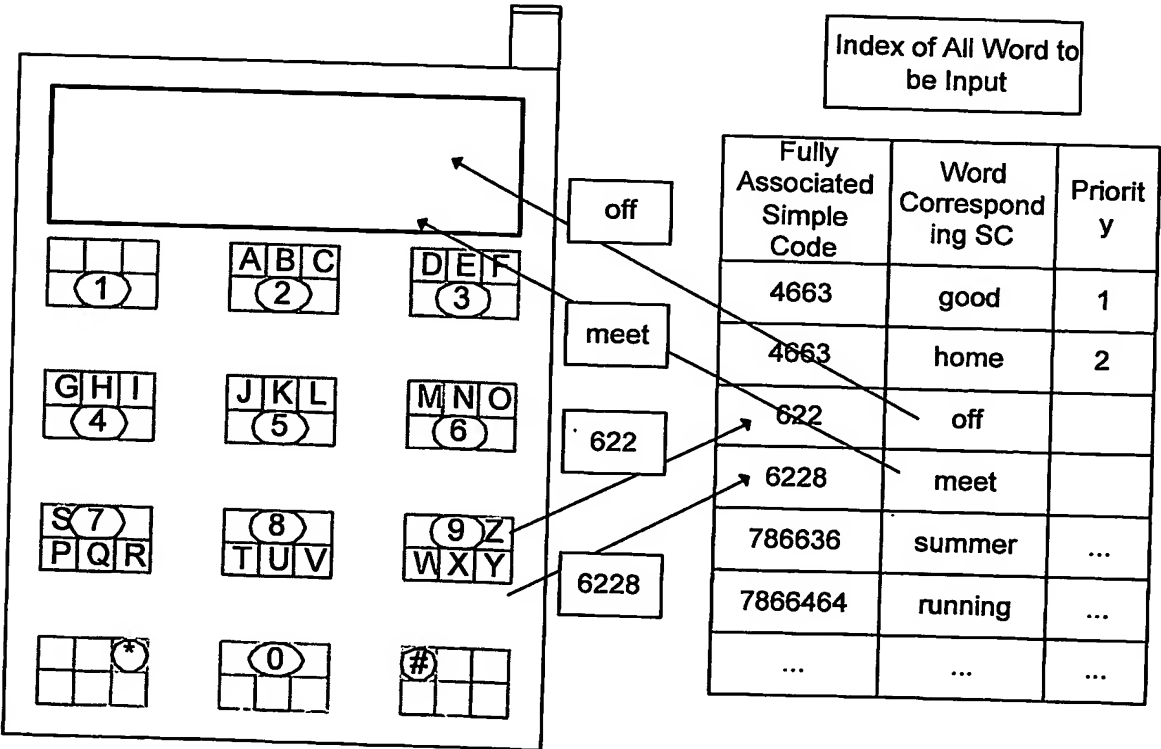 Index of All Word to
be Input
Fully
Associated
Simple
Code
Word
Correspond
ing SC
Priorit
y
4663
good
1
4663
home
2
622
off
6228
meet
786636
summer
...
7866464
running
...
...
...
...
off
meet
622
6228
1
A B C
2
D E F
3
G H I
4
J K L
5
M N O
6
S 7
P Q R
8
T U V
9 Z
W X Y
*
0
#